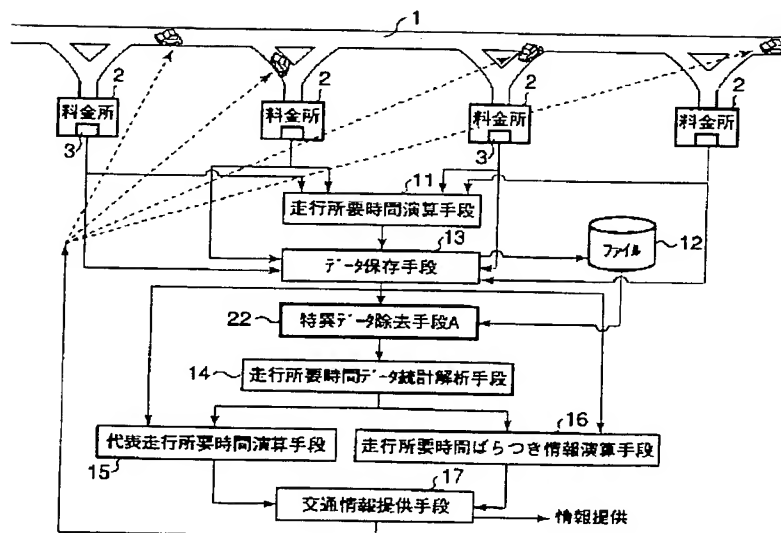 1
2
料金所
3
2
料金所
2
料金所
3
2
料金所
11
走行所要時間演算手段
13
データ保存手段
ファイル
12
22
特異データ除去手段A
14
走行所要時間データ統計解析手段
代表走行所要時間演算手段
15
16
走行所要時間ばらつき情報演算手段
17
交通情報提供手段
情報提供